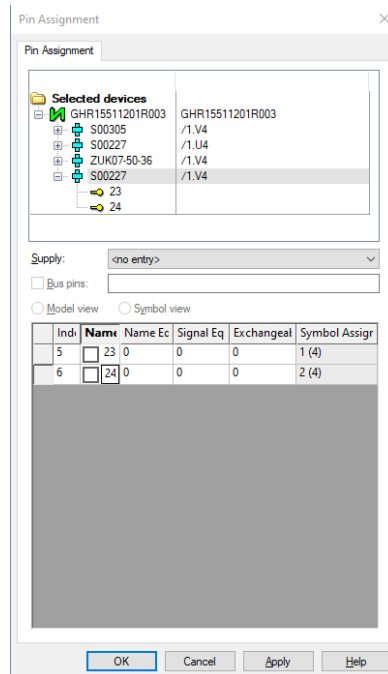 Pin Assignment
Pin Assignment
Selected devices
GHR15511201R003 GHR15511201R003
S00305 /1.V4
S00227 /1.U4
ZUK07-50-36 /1.V4
S00227 /1.V4
23
24
Supply: <no entry>
Bus pins:
Model view Symbol view
Inde Name Name Ec Signal Eq Exchangeal Symbol Assigr
5 23 0 0 0 1 (4)
6 24 0 0 0 2 (4)
OK Cancel Apply Help